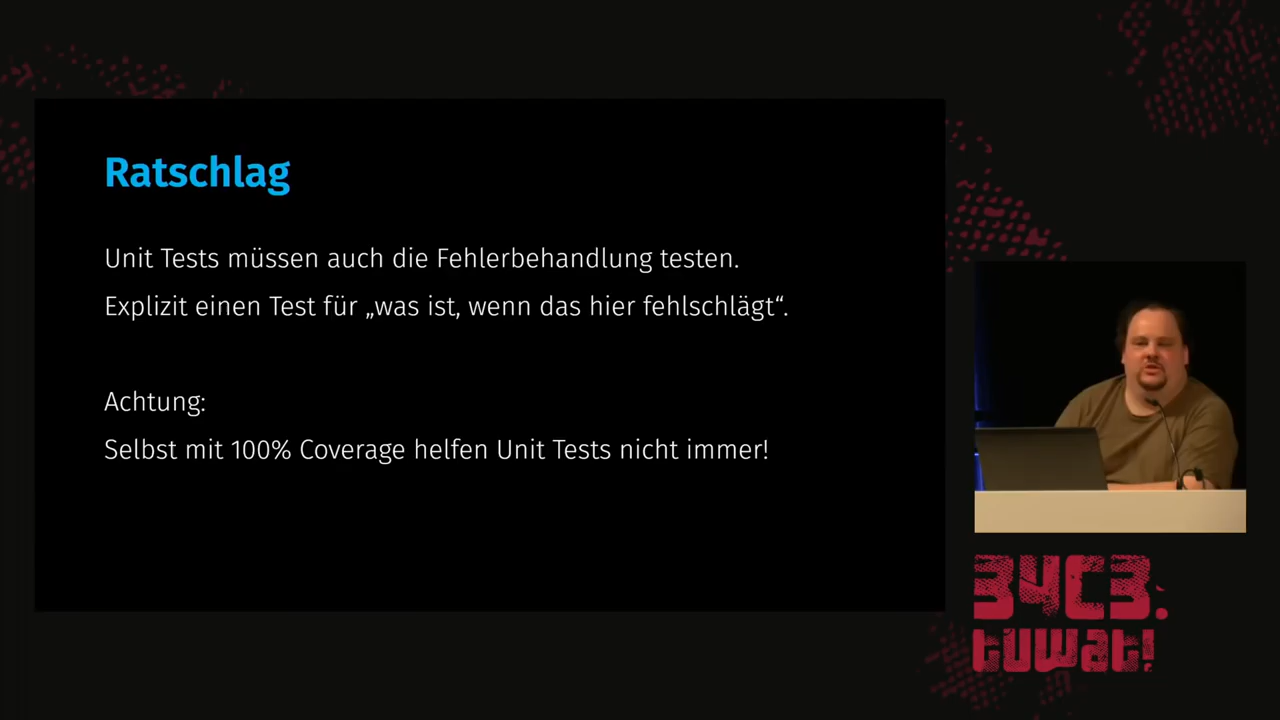 Ratschlag
Unit Tests müssen auch die Fehlerbehandlung testen.
Explizit einen Test für „was ist, wenn das hier fehlschlägt“.
Achtung:
Selbst mit 100% Coverage helfen Unit Tests nicht immer!
34C3.
tuwat!